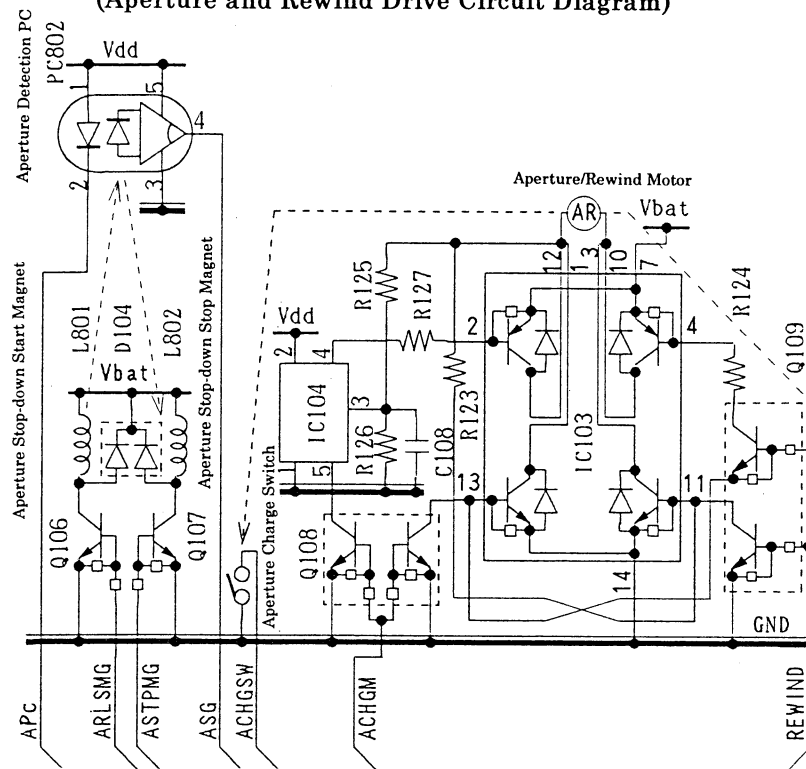 (Aperture and Rewind Drive Circuit Diagram)
Aperture Detection PC
PC802
Vdd
1
5
4
2
3
Aperture Stop-down Start Magnet
L801
D104
L802
Aperture Stop-down Stop Magnet
Vbat
Q106
Q107
Aperture/Rewind Motor
AR
Vbat
12
1
3
10
7
R125
R127
R124
Vdd
2
4
IC104
3
1
5
R126
C108
R123
2
4
IC103
13
11
14
Q109
Aperture Charge Switch
Q108
GND
APc
ARLSMG
ASTPMG
ASG
ACHGSW
ACHGM
REWIND